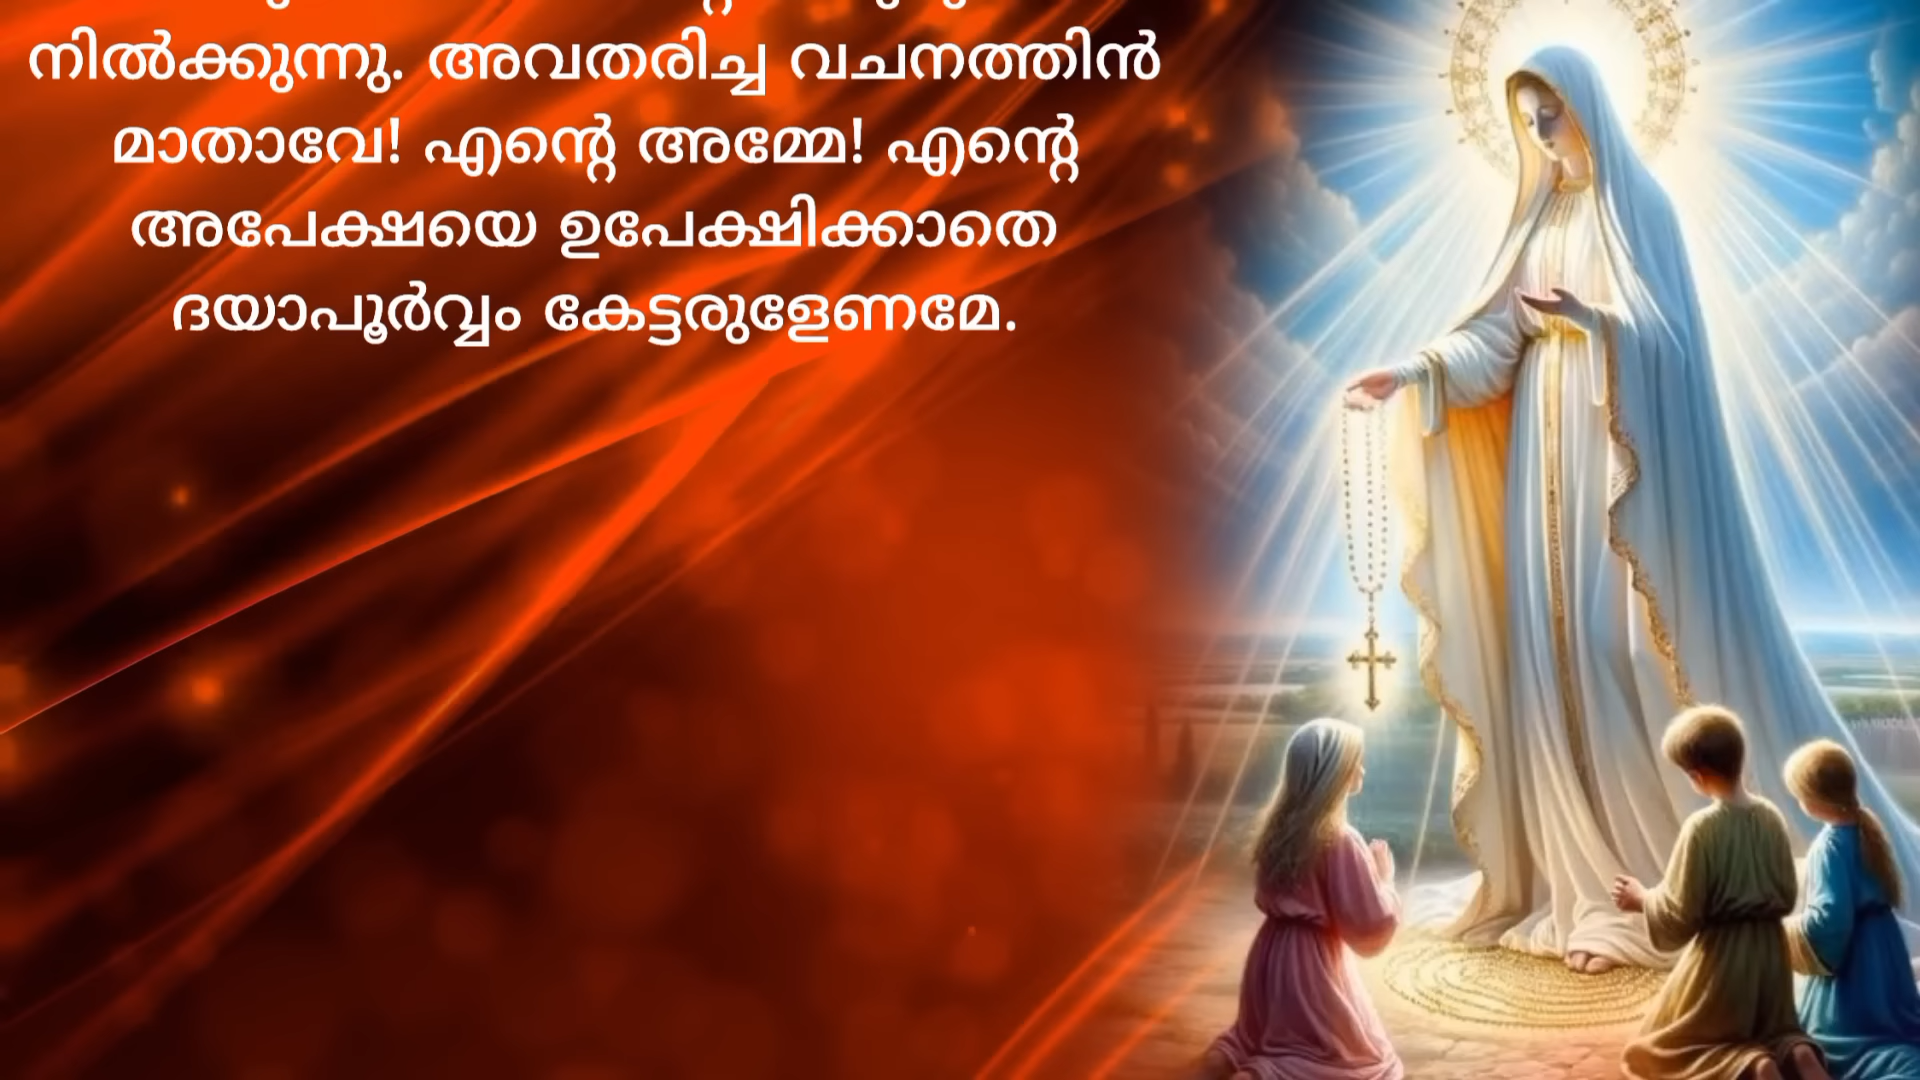 നിൽക്കുന്നു. അവതരിച്ച വചനത്തിൻ
മാതാവേ! എന്റെ അമ്മേ! എന്റെ
അപേക്ഷയെ ഉപേക്ഷിക്കാതെ
ദയാപൂർവ്വം കേട്ടരുളേണമേ.